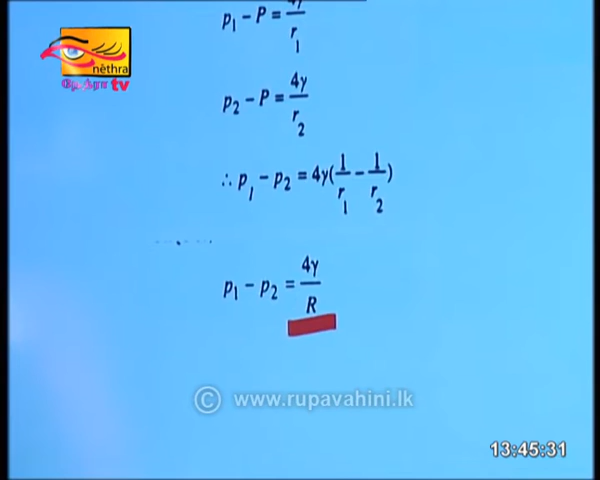 p₁ − P = 4γ/r₁
nēthra
நேத்ரா tv
p₂ − P = 4γ/r₂
∴ p₁ − p₂ = 4γ(1/r₁ − 1/r₂)
p₁ − p₂ = 4γ/R
© www.rupavahini.lk
13:45:31